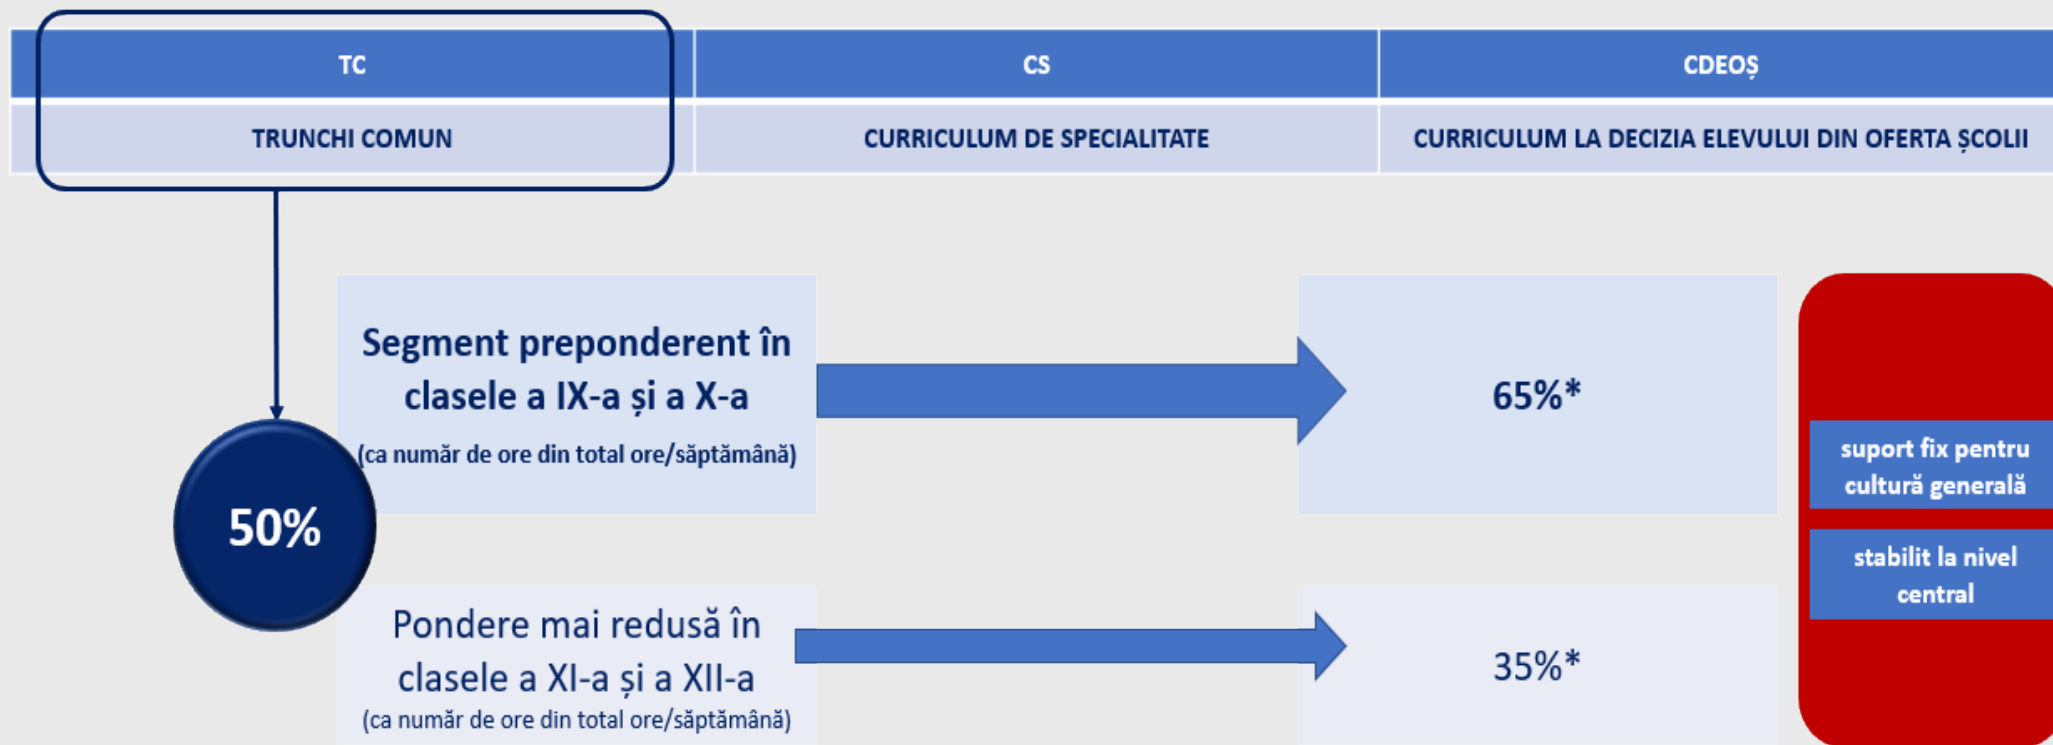 TC
CS
CDEOȘ
TRUNCHI COMUN
CURRICULUM DE SPECIALITATE
CURRICULUM LA DECIZIA ELEVULUI DIN OFERTA ȘCOLII
Segment preponderent în
clasele a IX-a și a X-a
(ca număr de ore din total ore/săptămână)
65%*
suport fix pentru
cultură generală
50%
stabilit la nivel
central
Pondere mai redusă în
clasele a XI-a și a XII-a
(ca număr de ore din total ore/săptămână)
35%*